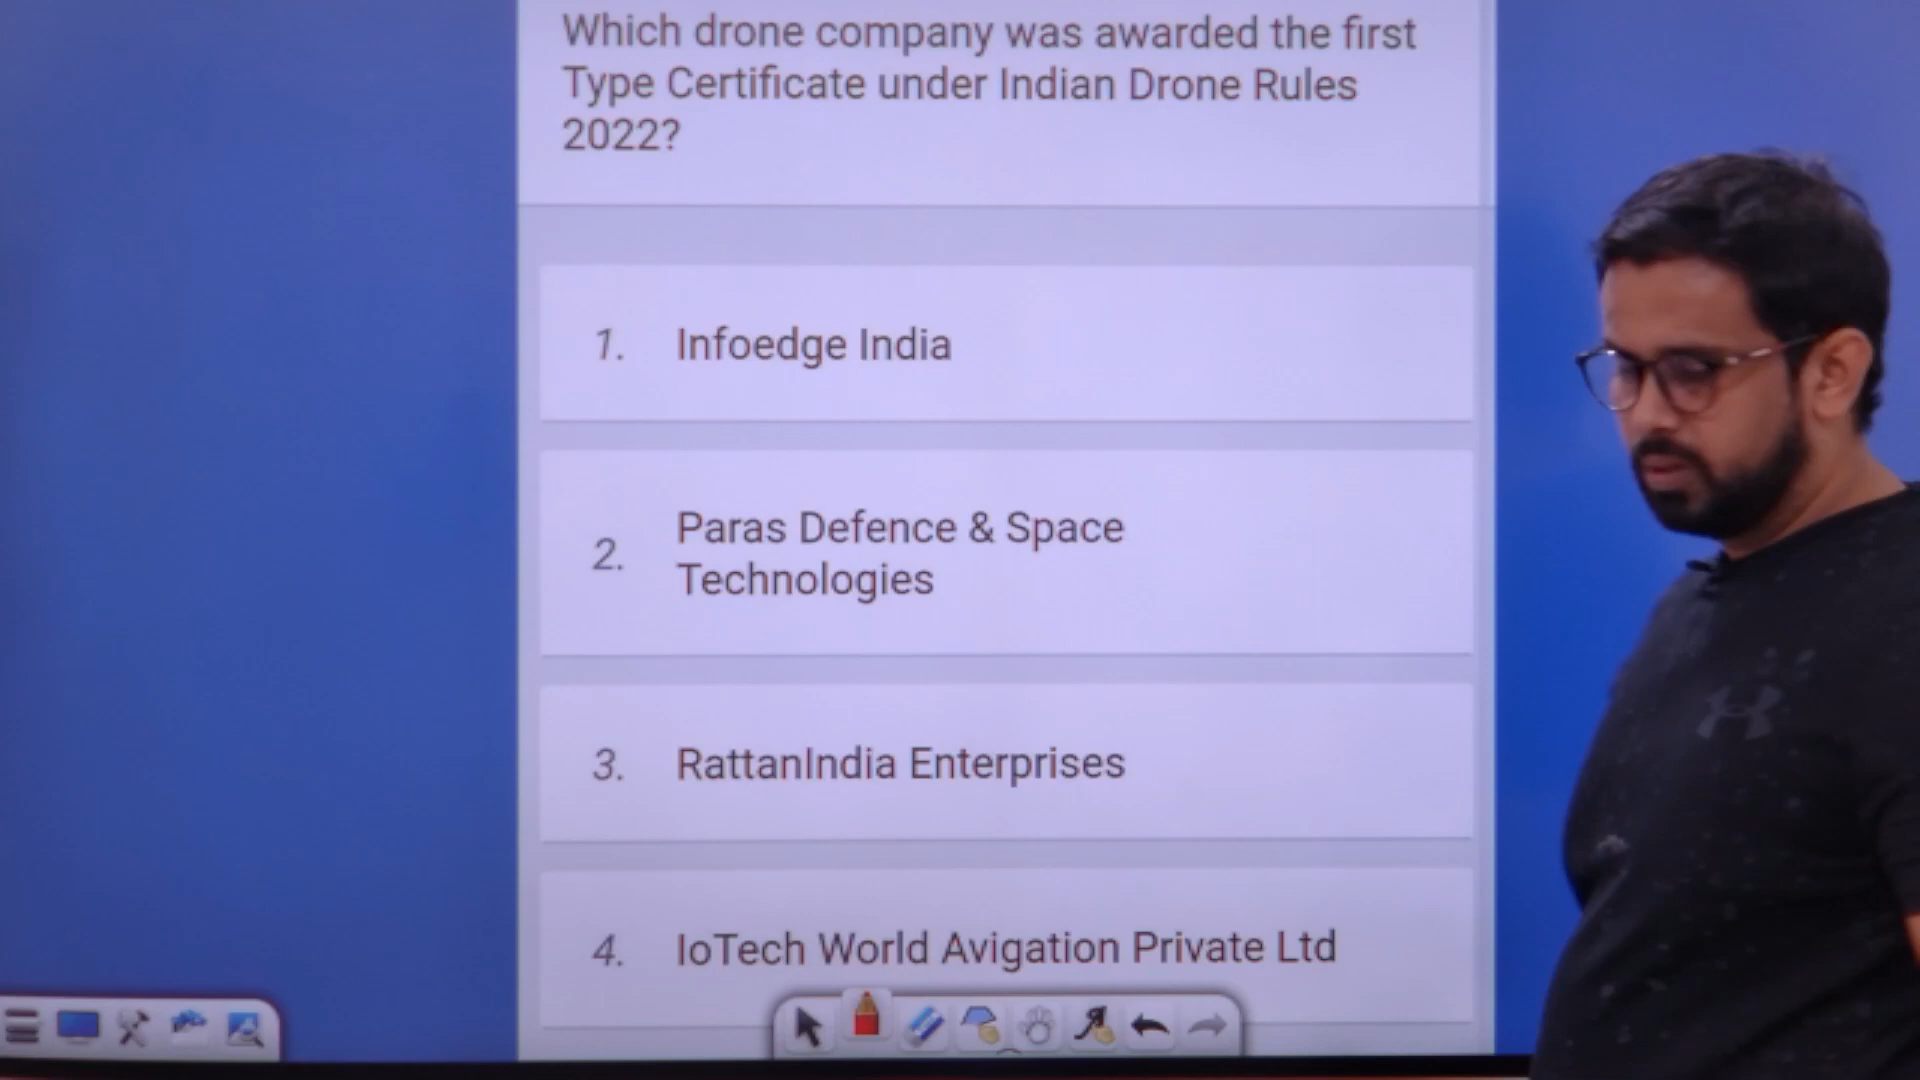 Which drone company was awarded the first
Type Certificate under Indian Drone Rules
2022?
1. Infoedge India
2. Paras Defence & Space
Technologies
3. RattanIndia Enterprises
4. IoTech World Avigation Private Ltd